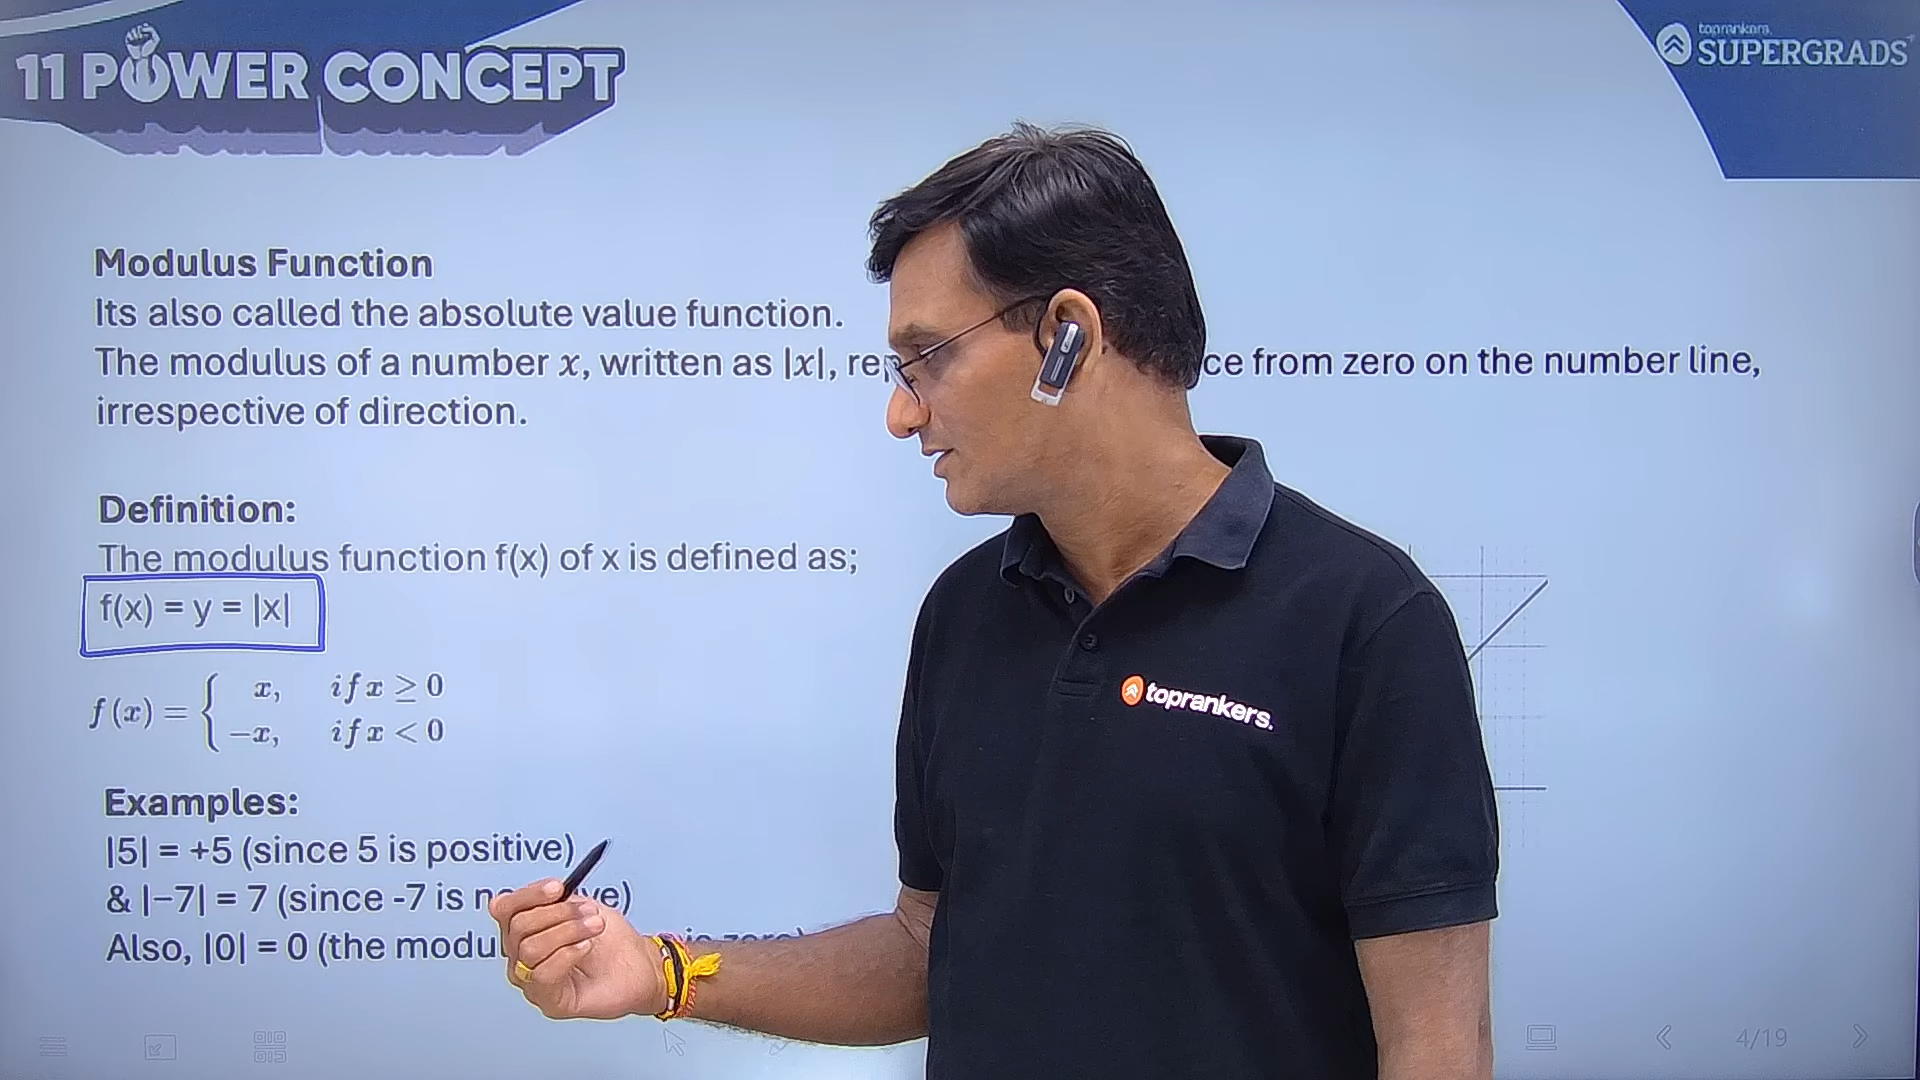 11 POWER CONCEPT
toprankers
SUPERGRADS
Modulus Function
Its also called the absolute value function.
The modulus of a number x, written as |x|, ce from zero on the number line,
irrespective of direction.
Definition:
The modulus function f(x) of x is defined as;
f(x) = y = |x|
f(x) = { x, if x ≥ 0
−x, if x < 0
Examples:
|5| = +5 (since 5 is positive)
& |−7| = 7 (since -7 is
Also, |0| = 0 (the is zero)
toprankers.
4/19